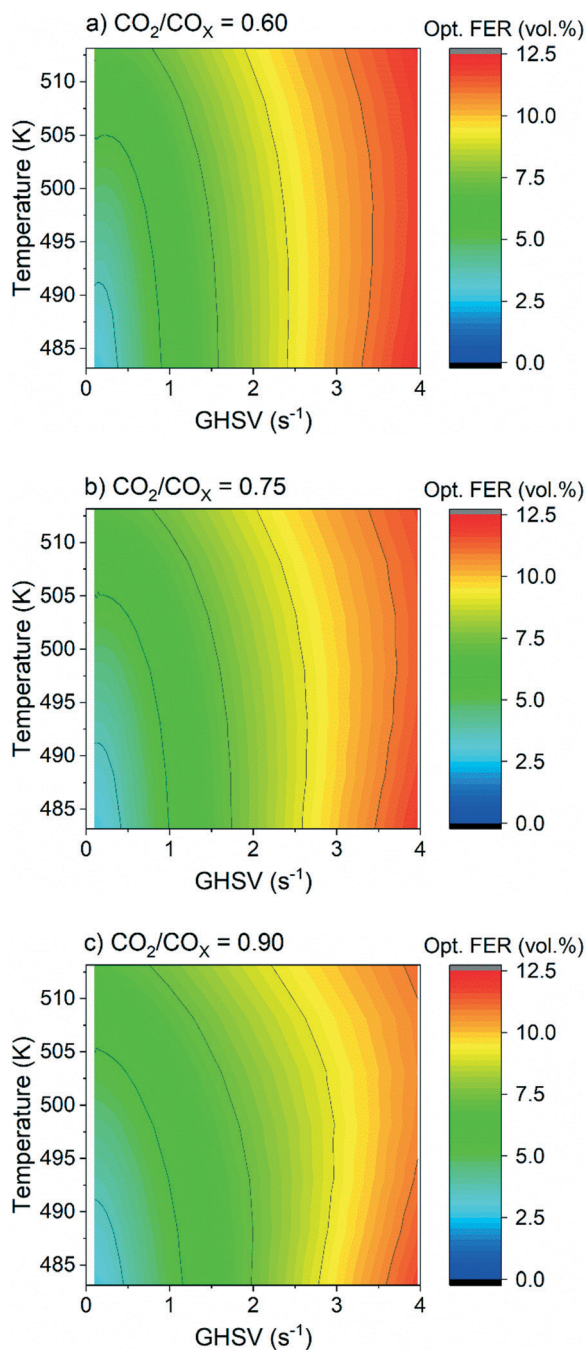 a) CO₂/COₓ = 0.60
Opt. FER (vol.%)
12.5
10.0
7.5
5.0
2.5
0.0
Temperature (K)
510
505
500
495
490
485
0 1 2 3 4
GHSV (s⁻¹)
b) CO₂/COₓ = 0.75
Opt. FER (vol.%)
12.5
10.0
7.5
5.0
2.5
0.0
Temperature (K)
510
505
500
495
490
485
0 1 2 3 4
GHSV (s⁻¹)
c) CO₂/COₓ = 0.90
Opt. FER (vol.%)
12.5
10.0
7.5
5.0
2.5
0.0
Temperature (K)
510
505
500
495
490
485
0 1 2 3 4
GHSV (s⁻¹)